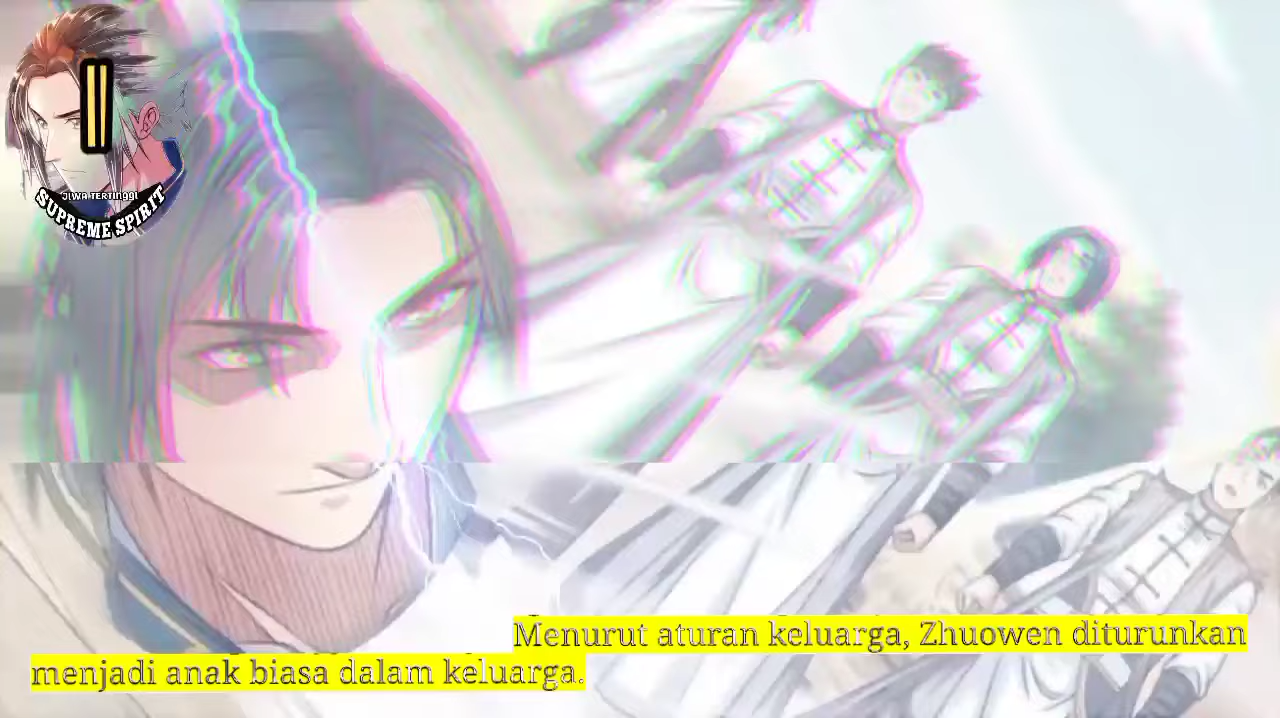 JIWA TERTINGGI
SUPREME SPIRIT
Menurut aturan keluarga, Zhuowen diturunkan
menjadi anak biasa dalam keluarga.